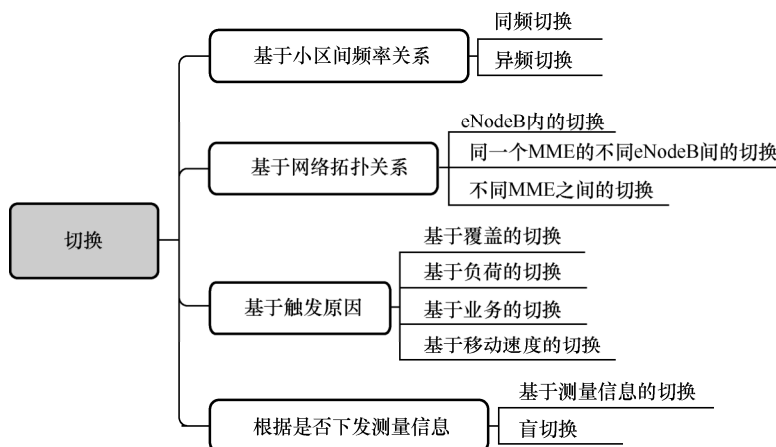 切换
基于小区间频率关系
同频切换
异频切换
基于网络拓扑关系
eNodeB内的切换
同一个MME的不同eNodeB间的切换
不同MME之间的切换
基于触发原因
基于覆盖的切换
基于负荷的切换
基于业务的切换
基于移动速度的切换
根据是否下发测量信息
基于测量信息的切换
盲切换